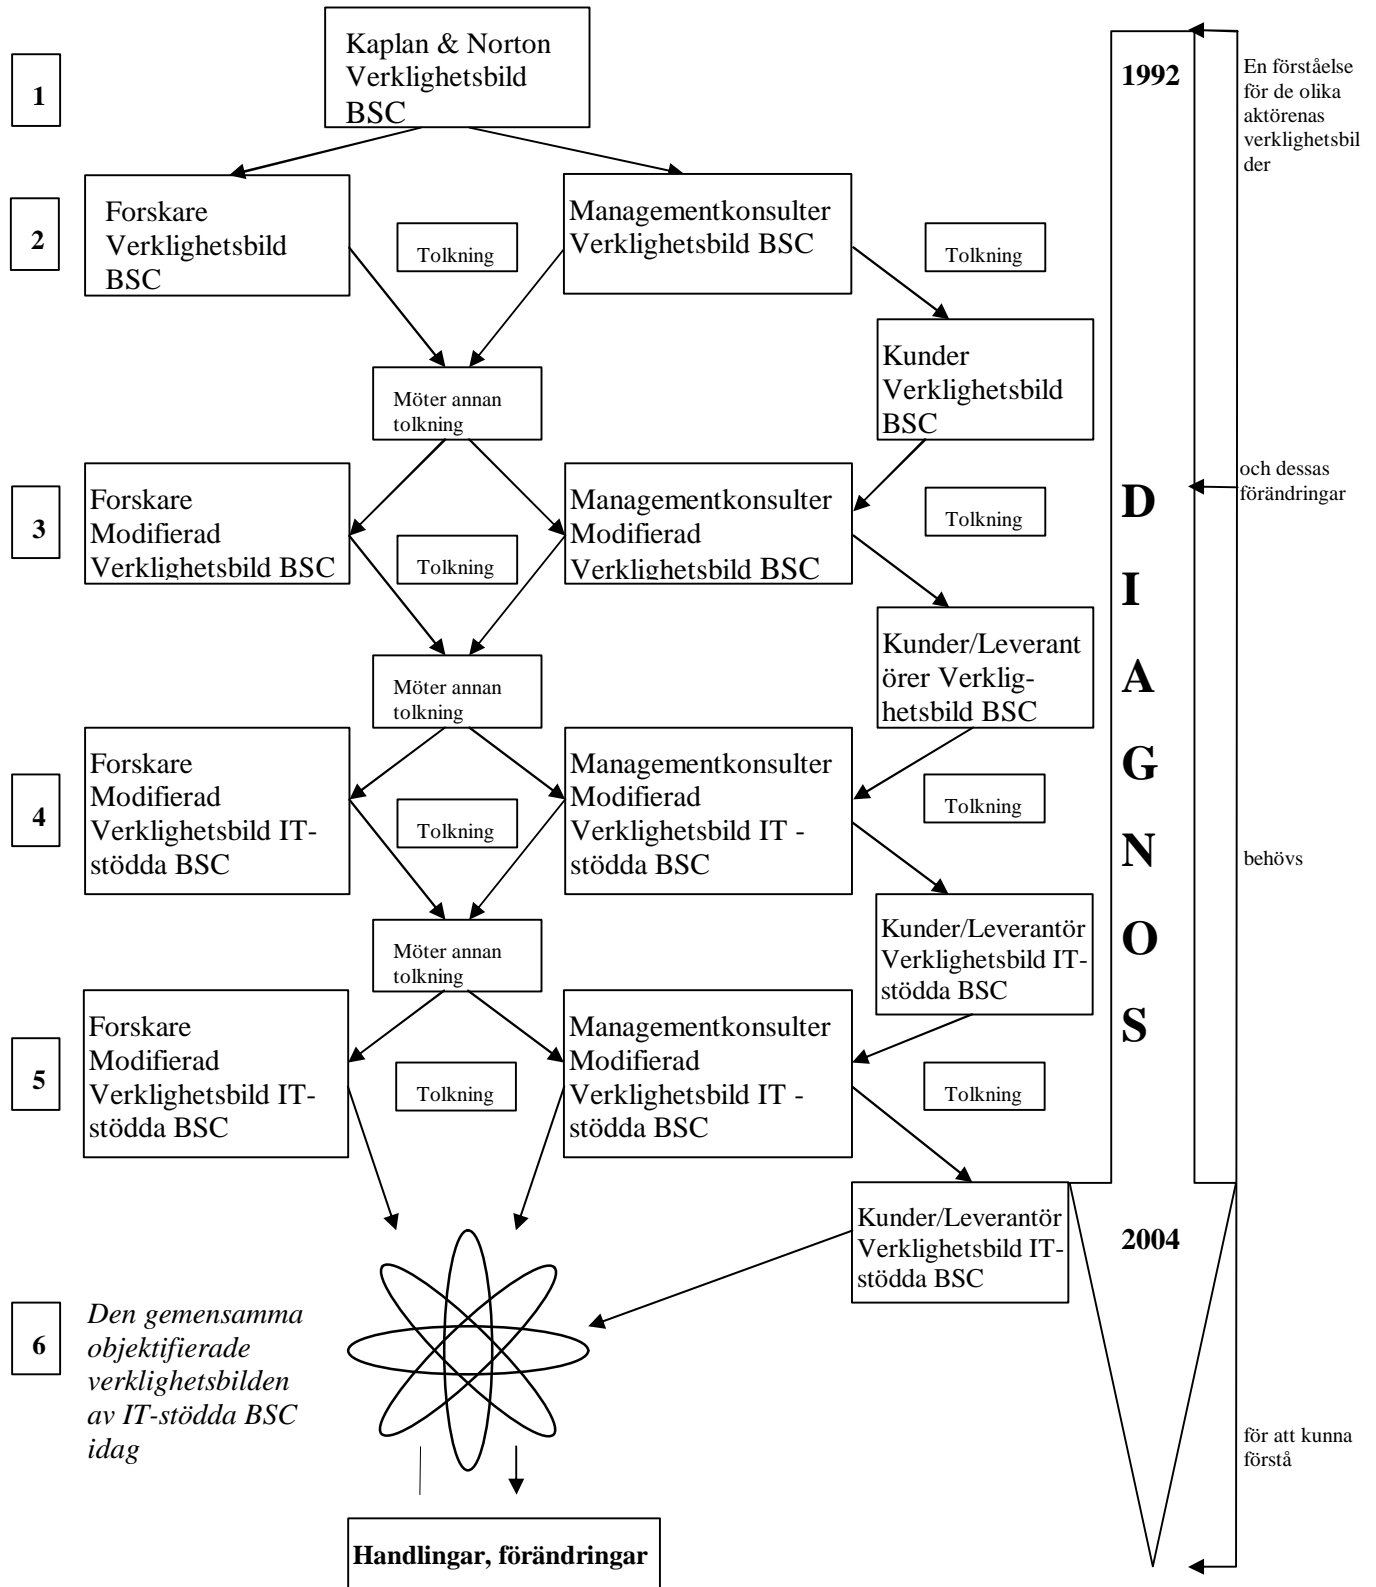 Kaplan & Norton
Verklighetsbild
BSC
1
1992
En förståelse
för de olika
aktörenas
verklighetsbil
der
2
Forskare
Verklighetsbild
BSC
Tolkning
Managementkonsulter
Verklighetsbild BSC
Tolkning
Kunder
Verklighetsbild
BSC
Möter annan
tolkning
och dessas
förändringar
3
Forskare
Modifierad
Verklighetsbild BSC
Tolkning
Managementkonsulter
Modifierad
Verklighetsbild BSC
Tolkning
D
I
A
G
N
O
S
Kunder/Leverant
örer Verklig-
hetsbild BSC
Möter annan
tolkning
4
Forskare
Modifierad
Verklighetsbild IT-
stödda BSC
Tolkning
Managementkonsulter
Modifierad
Verklighetsbild IT -
stödda BSC
Tolkning
behövs
Kunder/Leverantör
Verklighetsbild IT-
stödda BSC
Möter annan
tolkning
5
Forskare
Modifierad
Verklighetsbild IT-
stödda BSC
Tolkning
Managementkonsulter
Modifierad
Verklighetsbild IT -
stödda BSC
Tolkning
Kunder/Leverantör
Verklighetsbild IT-
stödda BSC
2004
6
Den gemensamma
objektifierade
verklighetsbilden
av IT-stödda BSC
idag
för att kunna
förstå
Handlingar, förändringar